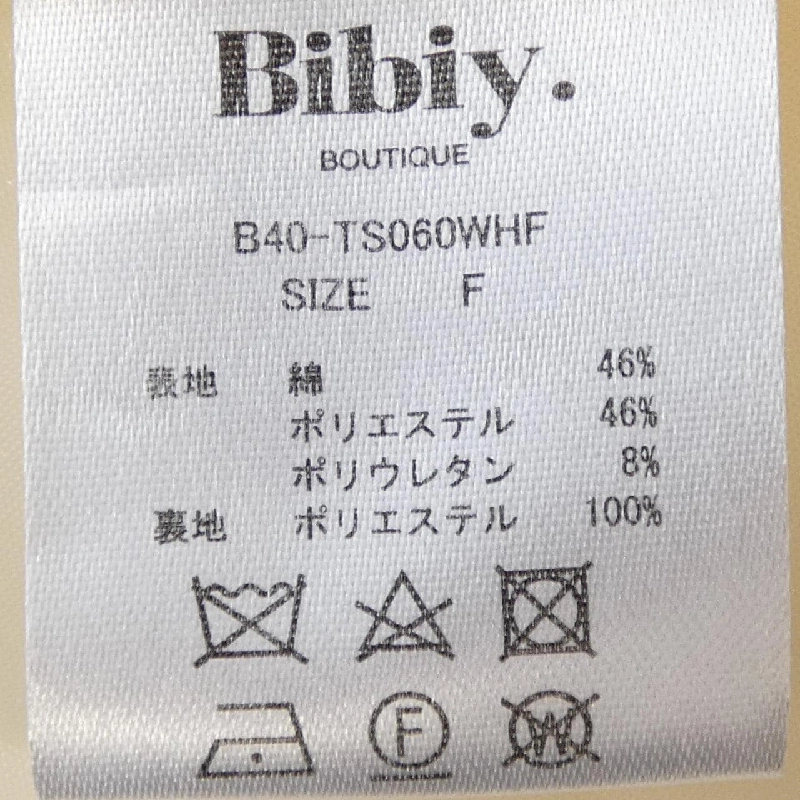 Bibiy.
BOUTIQUE
B40-TS060WHF
SIZE F
表地 綿 46%
ポリエステル 46%
ポリウレタン 8%
裏地 ポリエステル 100%
F
W